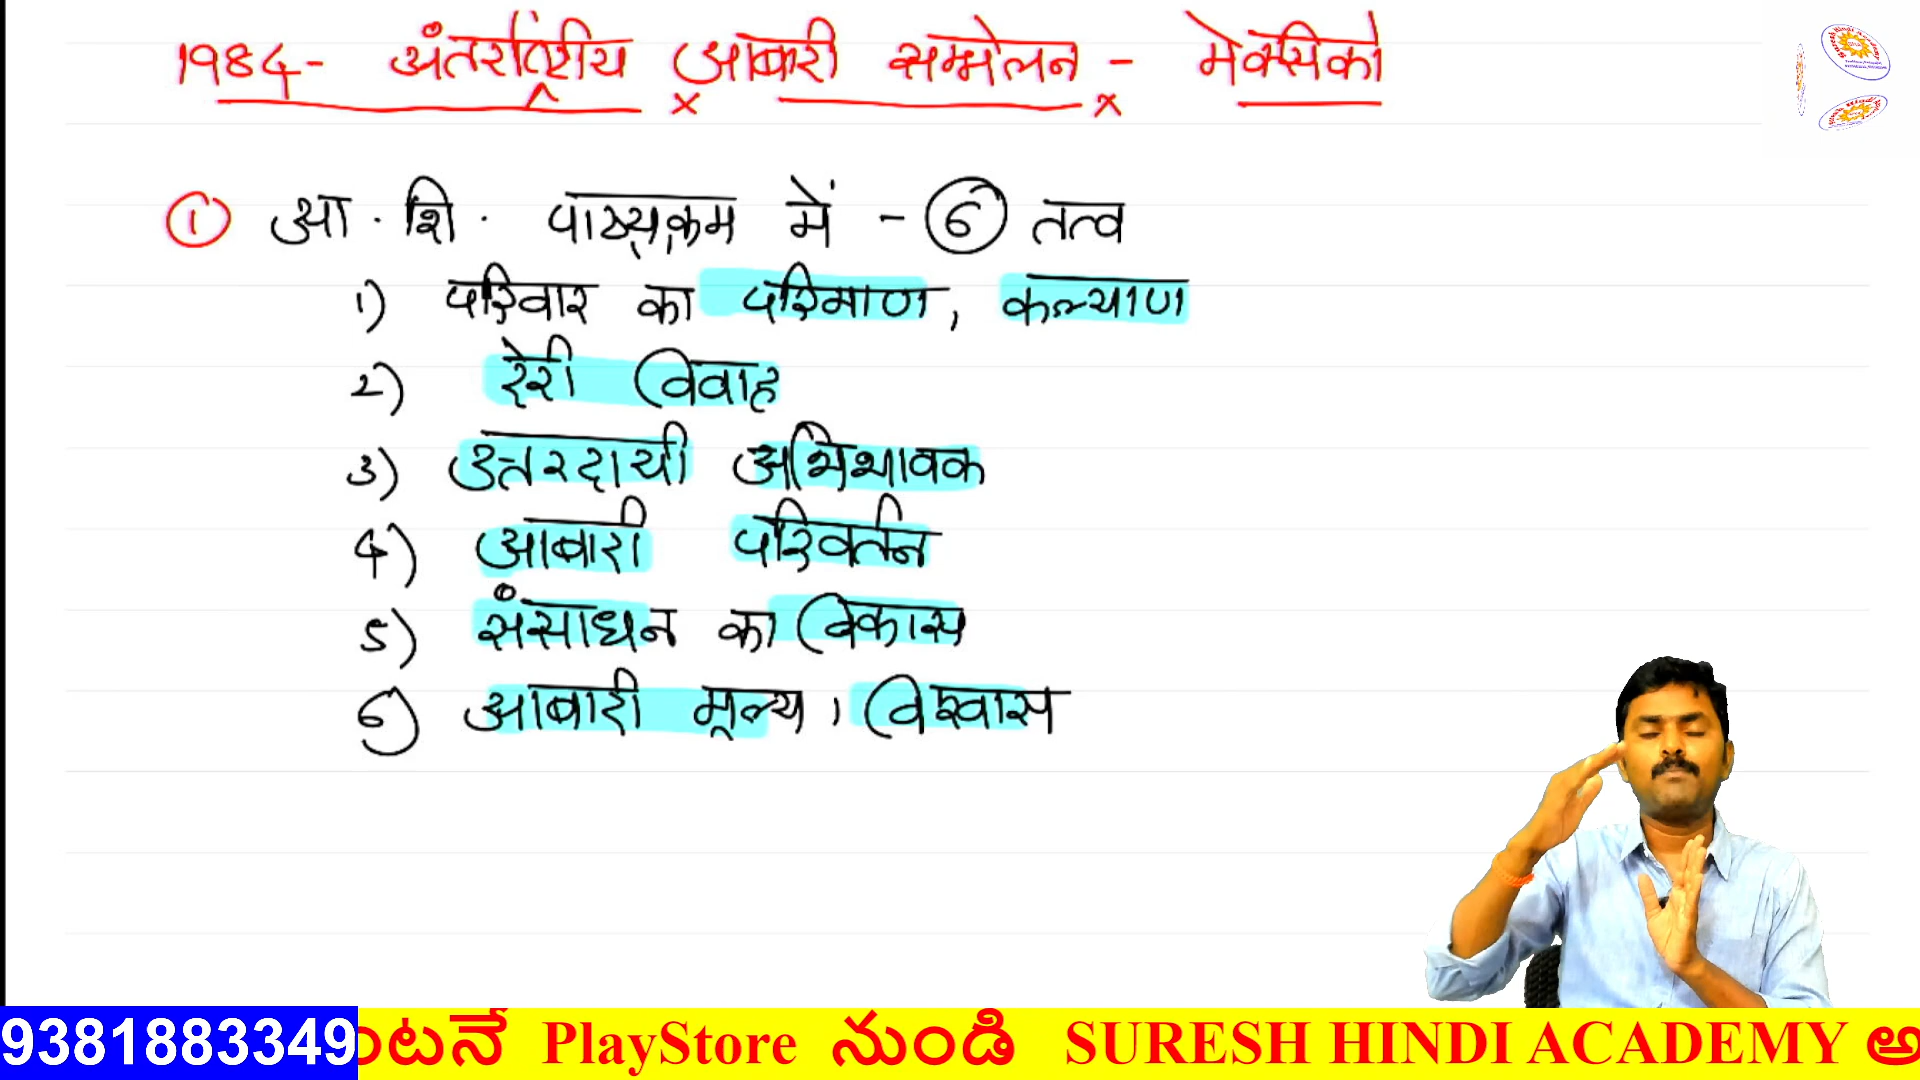 1984 - अंतर्राष्ट्रीय आबादी सम्मेलन - मेक्सिको
① आ. शि. पाठ्यक्रम में - ⑥ तत्व
1) परिवार का परिमाण, कल्याण
2) देरी विवाह
3) उत्तरदायी अभिभावक
4) आबादी परिवर्तन
5) संसाधन का विकास
6) आबादी मूल्य, विश्वास
9381883349 ంటనే PlayStore నుండి SURESH HINDI ACADEMY అ